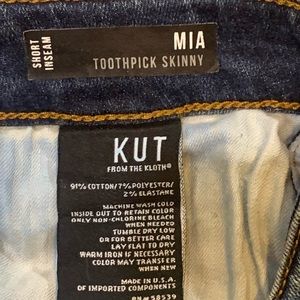 SHORT
INSEAM
MIA
TOOTHPICK SKINNY
KUT
FROM THE KLOTH®
91% COTTON/7% POLYESTER/
2% ELASTANE
MACHINE WASH COLD
INSIDE OUT TO RETAIN COLOR
ONLY NON-CHLORINE BLEACH
WHEN NEEDED
TUMBLE DRY LOW
OR FOR BETTER CARE
LAY FLAT TO DRY
WARM IRON IF NECESSARY
COLOR MAY TRANSFER
WHEN NEW
MADE IN U.S.A.
OF IMPORTED COMPONENTS
RN# 58539